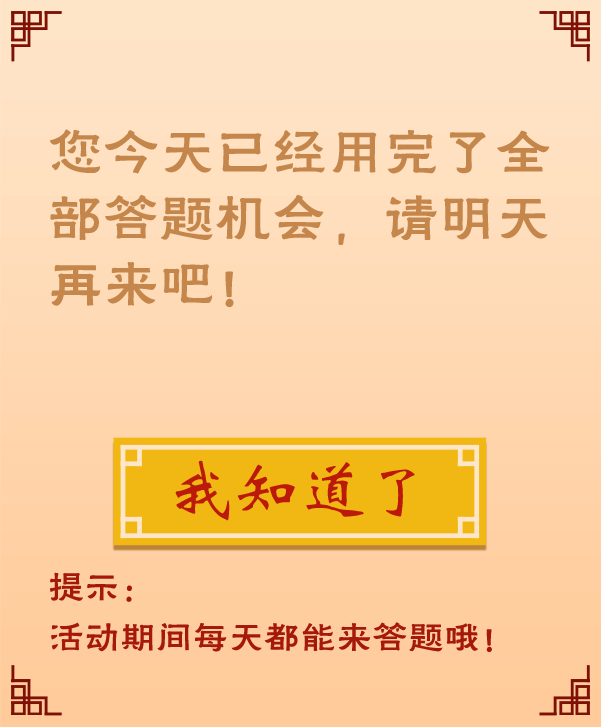 您今天已经用完了全
部答题机会，请明天
再来吧！
我知道了
提示：
活动期间每天都能来答题哦！